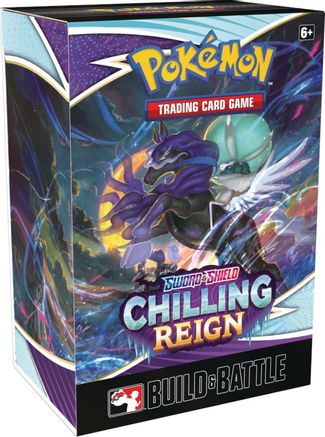 Pokémon
TRADING CARD GAME
6+
SWORD & SHIELD
CHILLING
REIGN
BUILD & BATTLE